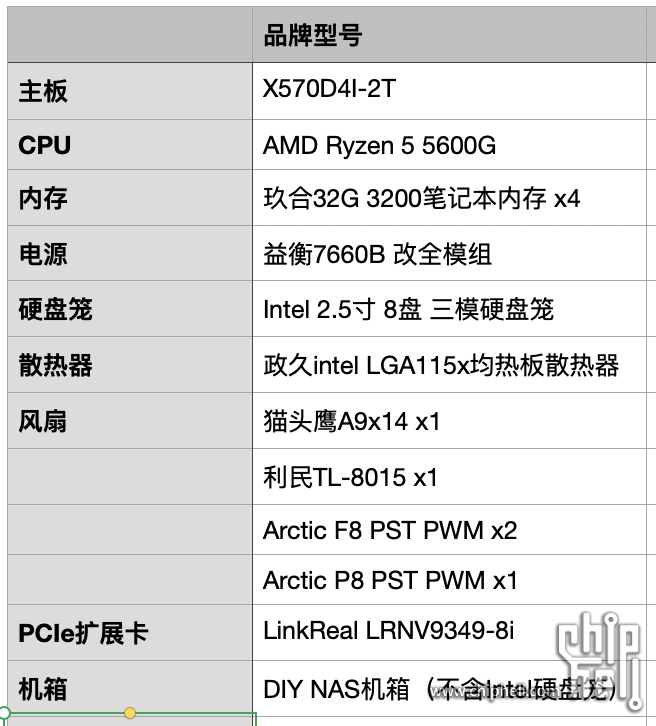 品牌型号
主板 X570D4I-2T
CPU AMD Ryzen 5 5600G
内存 玖合32G 3200笔记本内存 x4
电源 益衡7660B 改全模组
硬盘笼 Intel 2.5寸 8盘 三模硬盘笼
散热器 政久intel LGA115x均热板散热器
风扇 猫头鹰A9x14 x1
利民TL-8015 x1
Arctic F8 PST PWM x2
Arctic P8 PST PWM x1
PCIe扩展卡 LinkReal LRNV9349-8i
机箱 DIY NAS机箱（不含Intel硬盘笼）
chip hell
www.chiphell.com